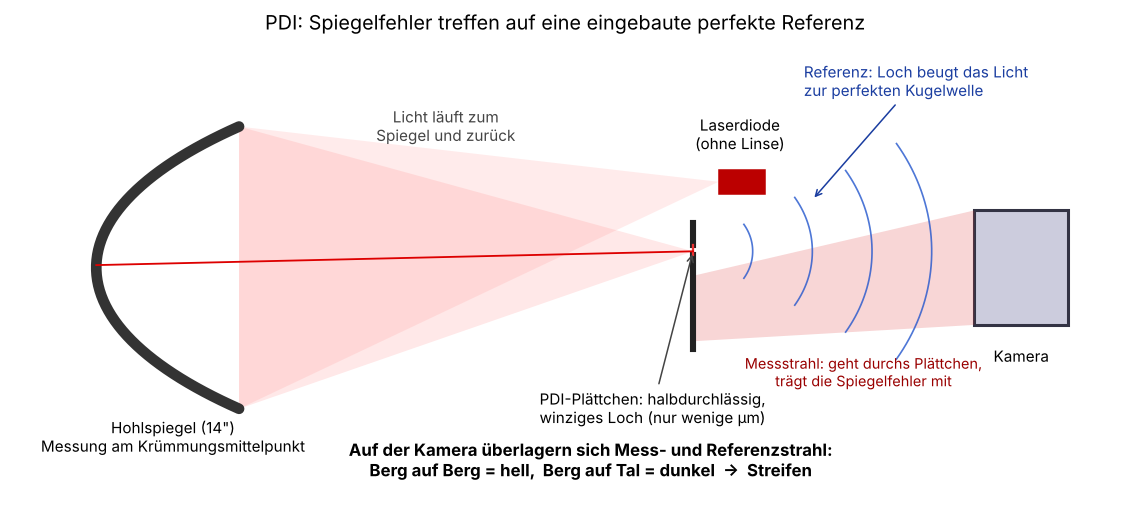 PDI: Spiegelfehler treffen auf eine eingebaute perfekte Referenz
Referenz: Loch beugt das Licht
zur perfekten Kugelwelle
Licht läuft zum
Spiegel und zurück
Laserdiode
(ohne Linse)
Kamera
Messstrahl: geht durchs Plättchen,
trägt die Spiegelfehler mit
PDI-Plättchen: halbdurchlässig,
winziges Loch (nur wenige µm)
Hohlspiegel (14")
Messung am Krümmungsmittelpunkt
Auf der Kamera überlagern sich Mess- und Referenzstrahl:
Berg auf Berg = hell,  Berg auf Tal = dunkel → Streifen